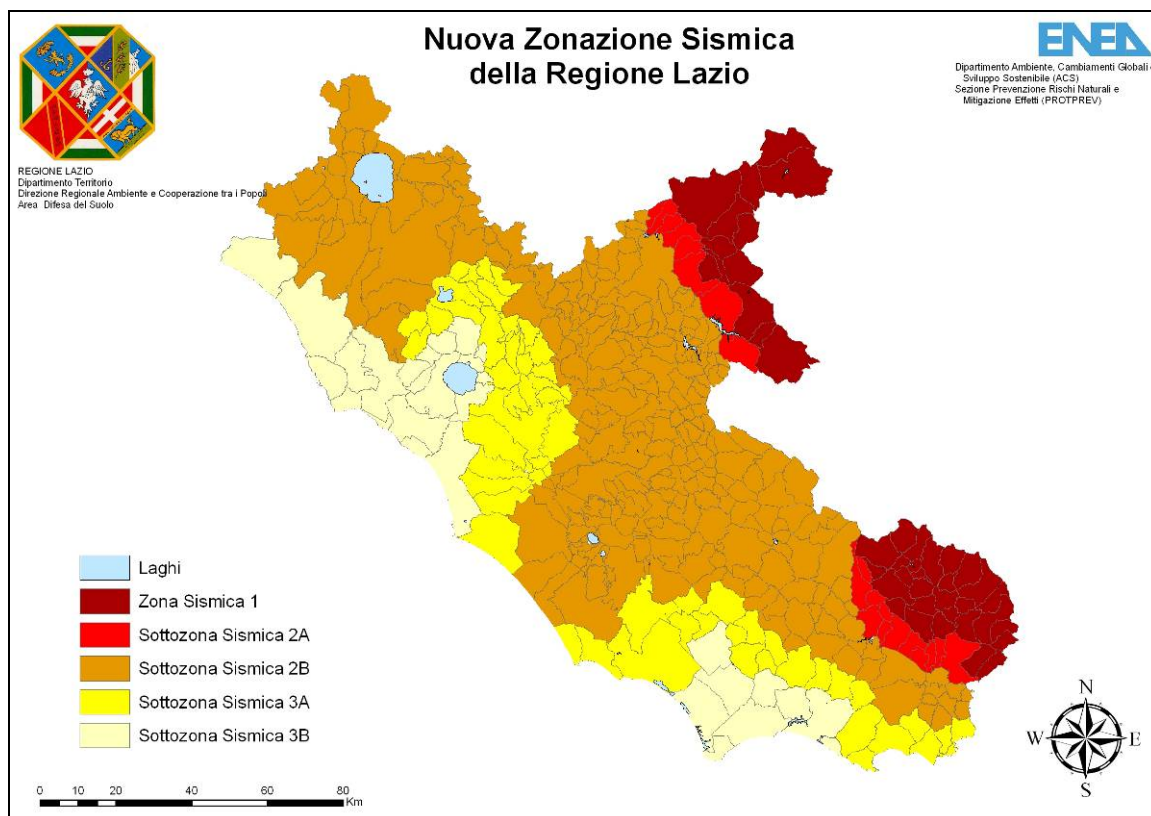 Nuova Zonazione Sismica
della Regione Lazio
ENEA
Dipartimento Ambiente, Cambiamenti Globali e
Sviluppo Sostenibile (ACS)
Sezione Prevenzione Rischi Naturali e
Mitigazione Effetti (PROTPREV)
REGIONE LAZIO
Dipartimento Territorio
Direzione Regionale Ambiente e Cooperazione tra i Popoli
Area Difesa del Suolo
Laghi
Zona Sismica 1
Sottozona Sismica 2A
Sottozona Sismica 2B
Sottozona Sismica 3A
Sottozona Sismica 3B
N
W E
S
0 10 20 40 60 80
Km